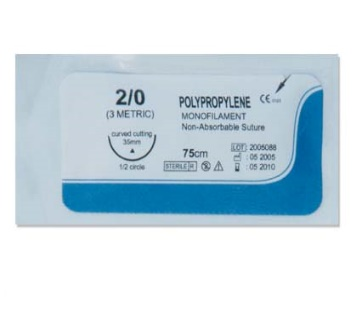 2/0
(3 METRIC)
curved cutting
35mm
1/2 circle
POLYPROPYLENE
MONOFILAMENT
Non-Absorbable Suture
75cm
STERILE R
LOT 2005088
05 2005
05 2010